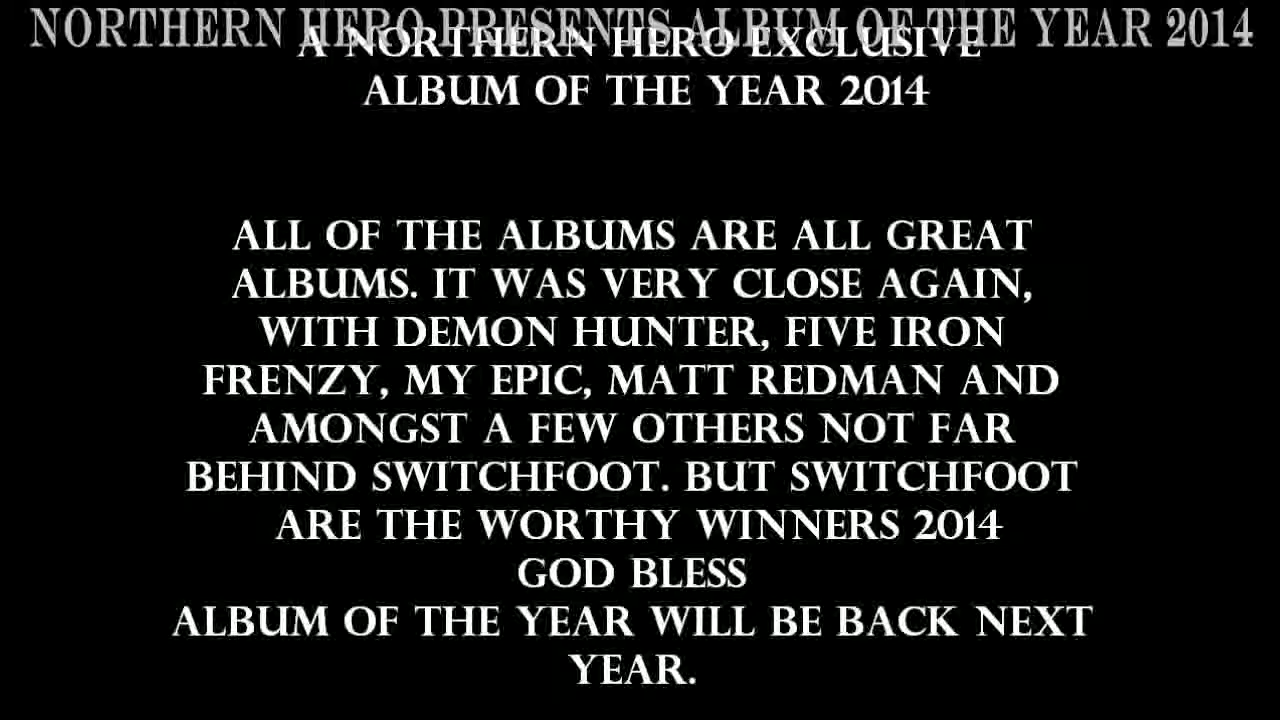 NORTHERN HERO PRESENTS ALBUM OF THE YEAR 2014
A NORTHERN HERO EXCLUSIVE
ALBUM OF THE YEAR 2014
ALL OF THE ALBUMS ARE ALL GREAT
ALBUMS. IT WAS VERY CLOSE AGAIN,
WITH DEMON HUNTER, FIVE IRON
FRENZY, MY EPIC, MATT REDMAN AND
AMONGST A FEW OTHERS NOT FAR
BEHIND SWITCHFOOT. BUT SWITCHFOOT
ARE THE WORTHY WINNERS 2014
GOD BLESS
ALBUM OF THE YEAR WILL BE BACK NEXT
YEAR.